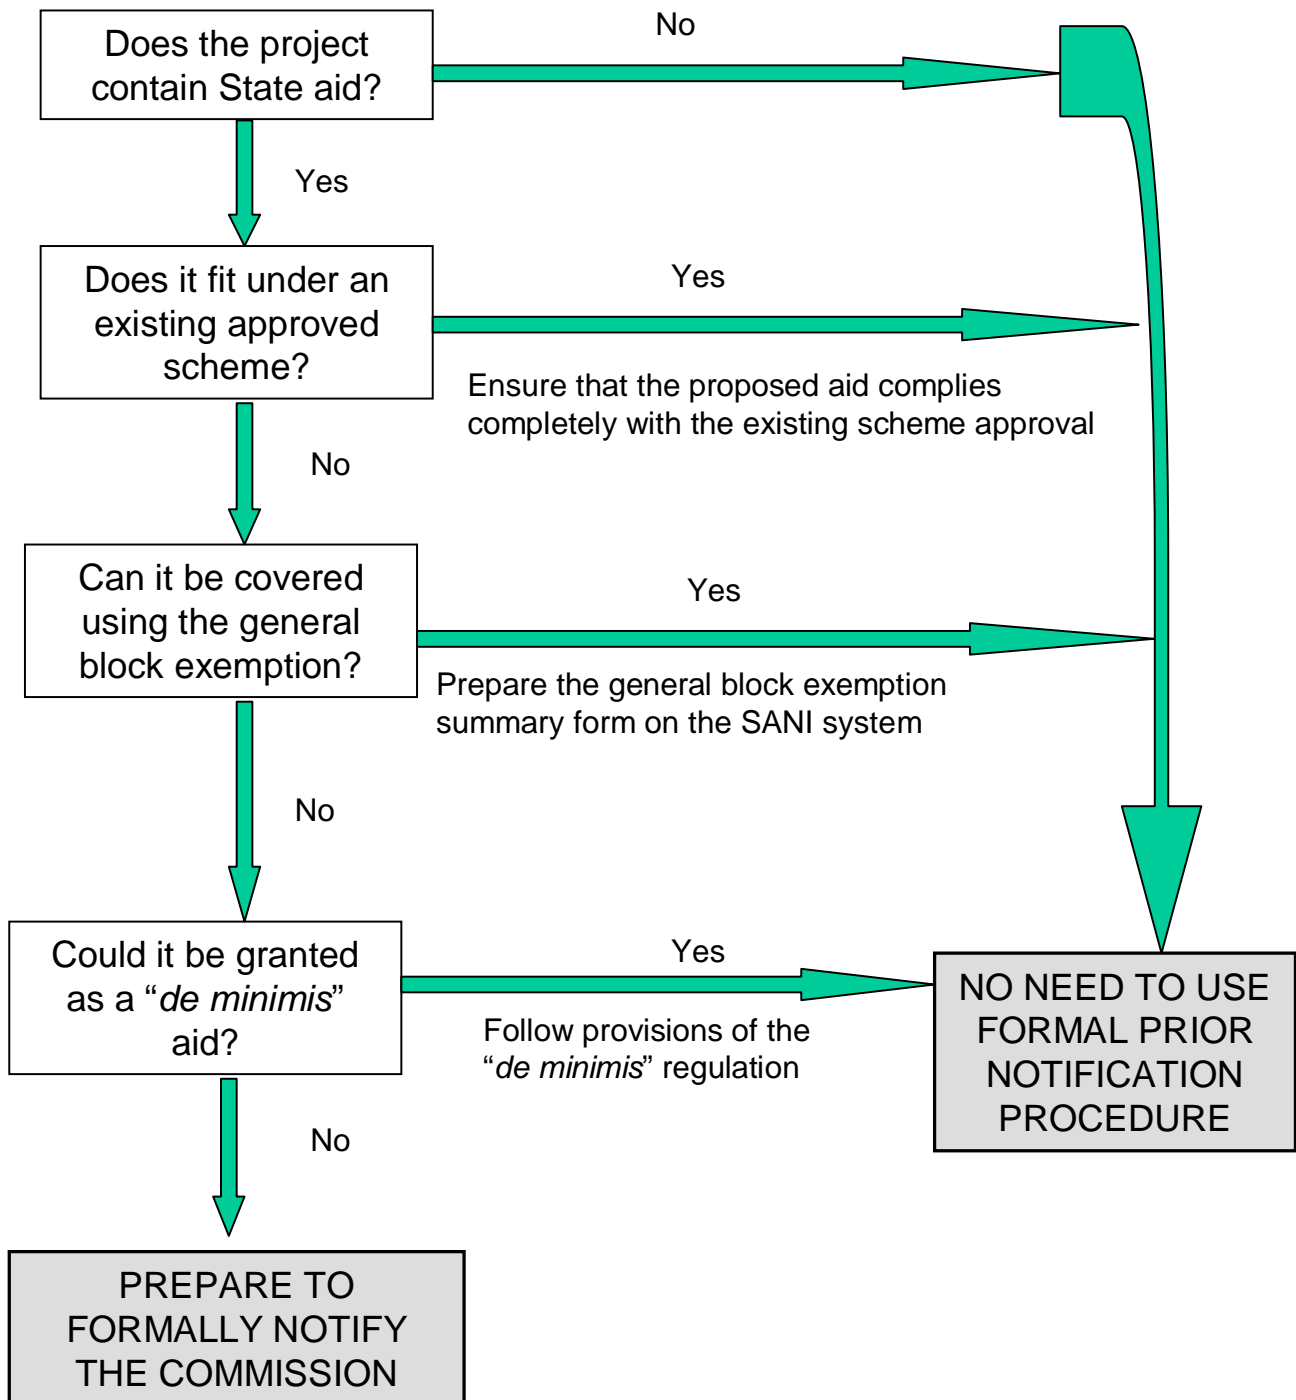 Does the project
contain State aid?
No
Yes
Does it fit under an
existing approved
scheme?
Yes
Ensure that the proposed aid complies
completely with the existing scheme approval
No
Can it be covered
using the general
block exemption?
Yes
Prepare the general block exemption
summary form on the SANI system
No
Could it be granted
as a “de minimis”
aid?
Yes
Follow provisions of the
“de minimis” regulation
NO NEED TO USE
FORMAL PRIOR
NOTIFICATION
PROCEDURE
No
PREPARE TO
FORMALLY NOTIFY
THE COMMISSION